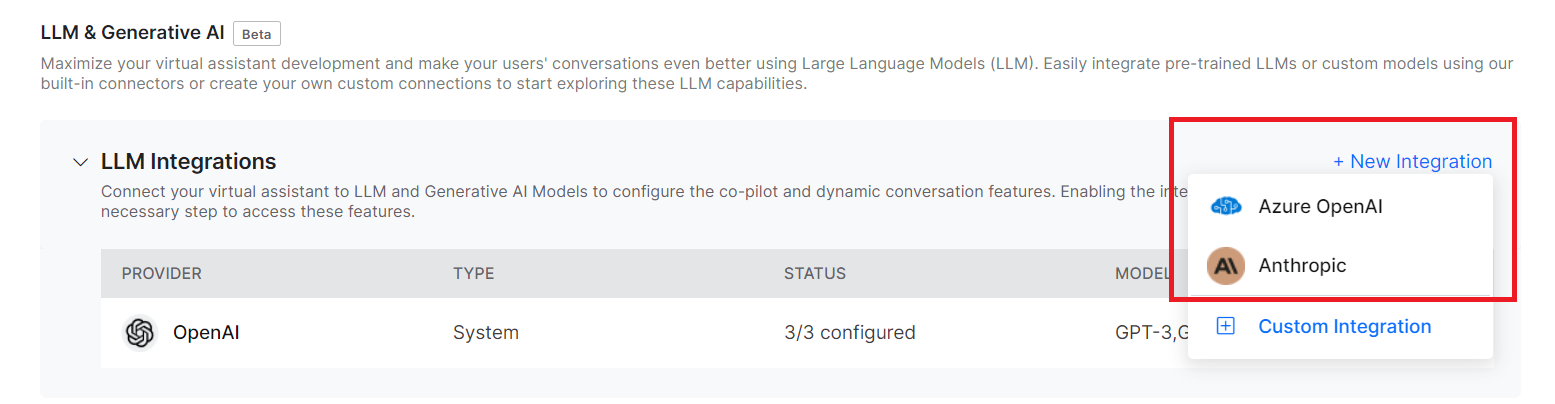 LLM & Generative AI Beta
Maximize your virtual assistant development and make your users' conversations even better using Large Language Models (LLM). Easily integrate pre-trained LLMs or custom models using our
built-in connectors or create your own custom connections to start exploring these LLM capabilities.
LLM Integrations
+ New Integration
Connect your virtual assistant to LLM and Generative AI Models to configure the co-pilot and dynamic conversation features. Enabling the inte
necessary step to access these features.
Azure OpenAI
Anthropic
Custom Integration
PROVIDER TYPE STATUS MODEL
OpenAI System 3/3 configured GPT-3,G